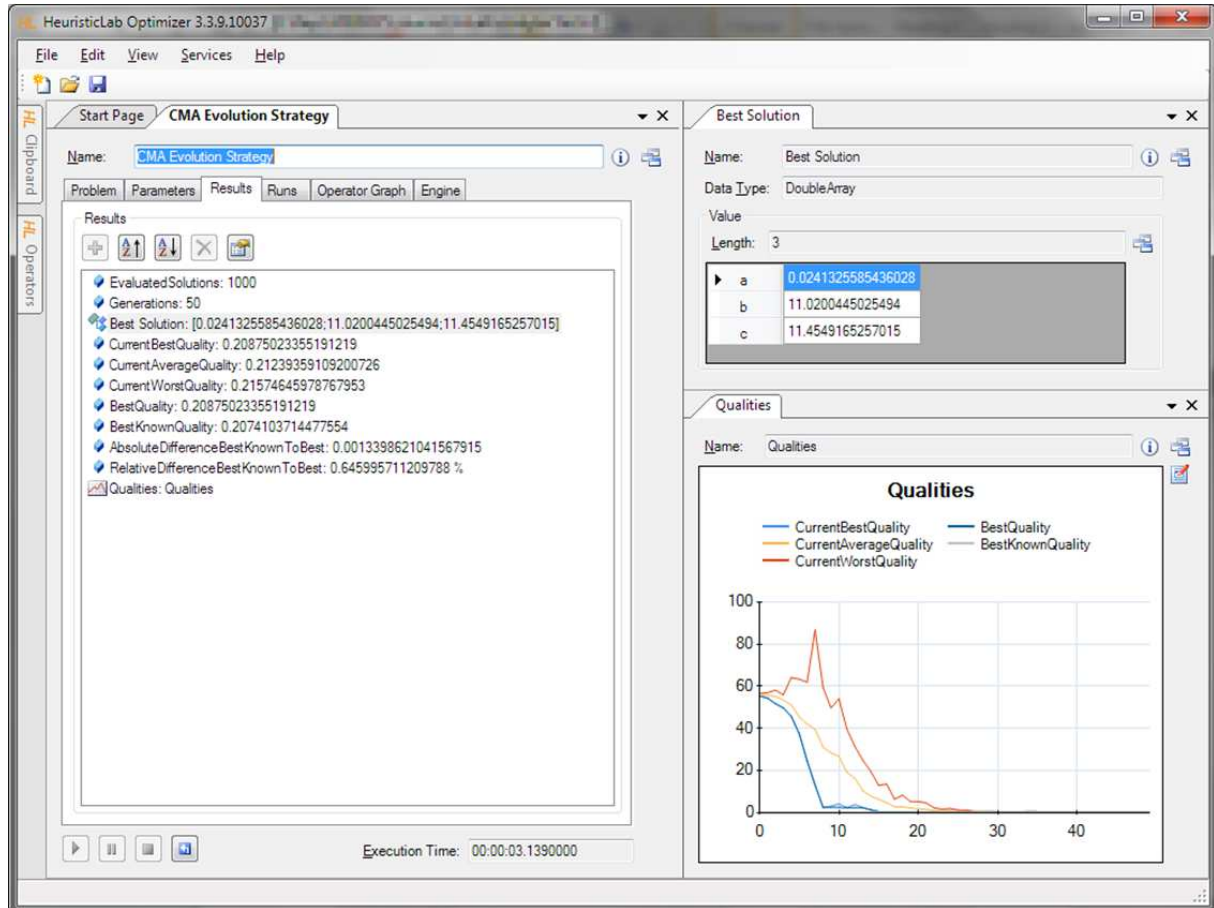 HL HeuristicLab Optimizer 3.3.9.10037
File Edit View Services Help
HL Clipboard
HL Operators
Start Page CMA Evolution Strategy
Name: CMA Evolution Strategy
Problem Parameters Results Runs Operator Graph Engine
Results
EvaluatedSolutions: 1000
Generations: 50
Best Solution: [0.0241325585436028;11.0200445025494;11.4549165257015]
CurrentBestQuality: 0.20875023355191219
CurrentAverageQuality: 0.21239359109200726
CurrentWorstQuality: 0.21574645978767953
BestQuality: 0.20875023355191219
BestKnownQuality: 0.2074103714477554
AbsoluteDifferenceBestKnownToBest: 0.0013398621041567915
RelativeDifferenceBestKnownToBest: 0.645995711209788 %
Qualities: Qualities
Execution Time: 00:00:03.1390000
Best Solution
Name: Best Solution
Data Type: DoubleArray
Value
Length: 3
a 0.0241325585436028
b 11.0200445025494
c 11.4549165257015
Qualities
Name: Qualities
Qualities
CurrentBestQuality BestQuality
CurrentAverageQuality BestKnownQuality
CurrentWorstQuality
100
80
60
40
20
0
0 10 20 30 40